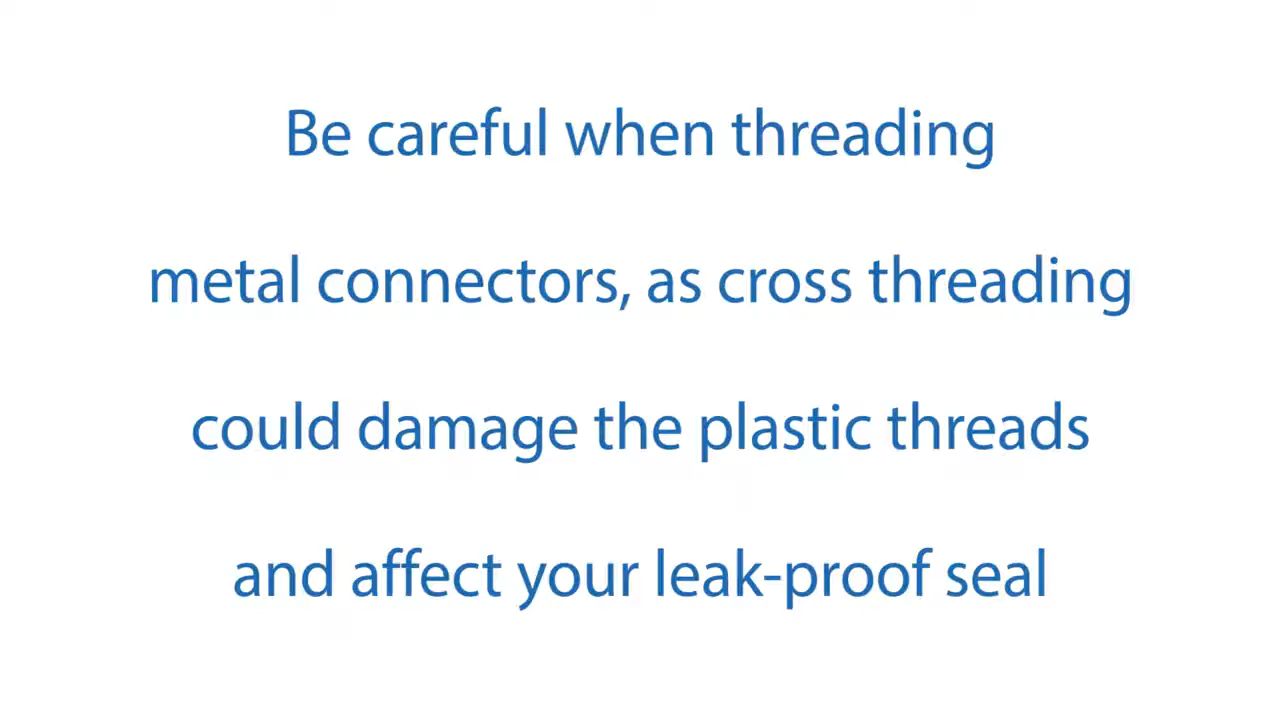 Be careful when threading
metal connectors, as cross threading
could damage the plastic threads
and affect your leak-proof seal